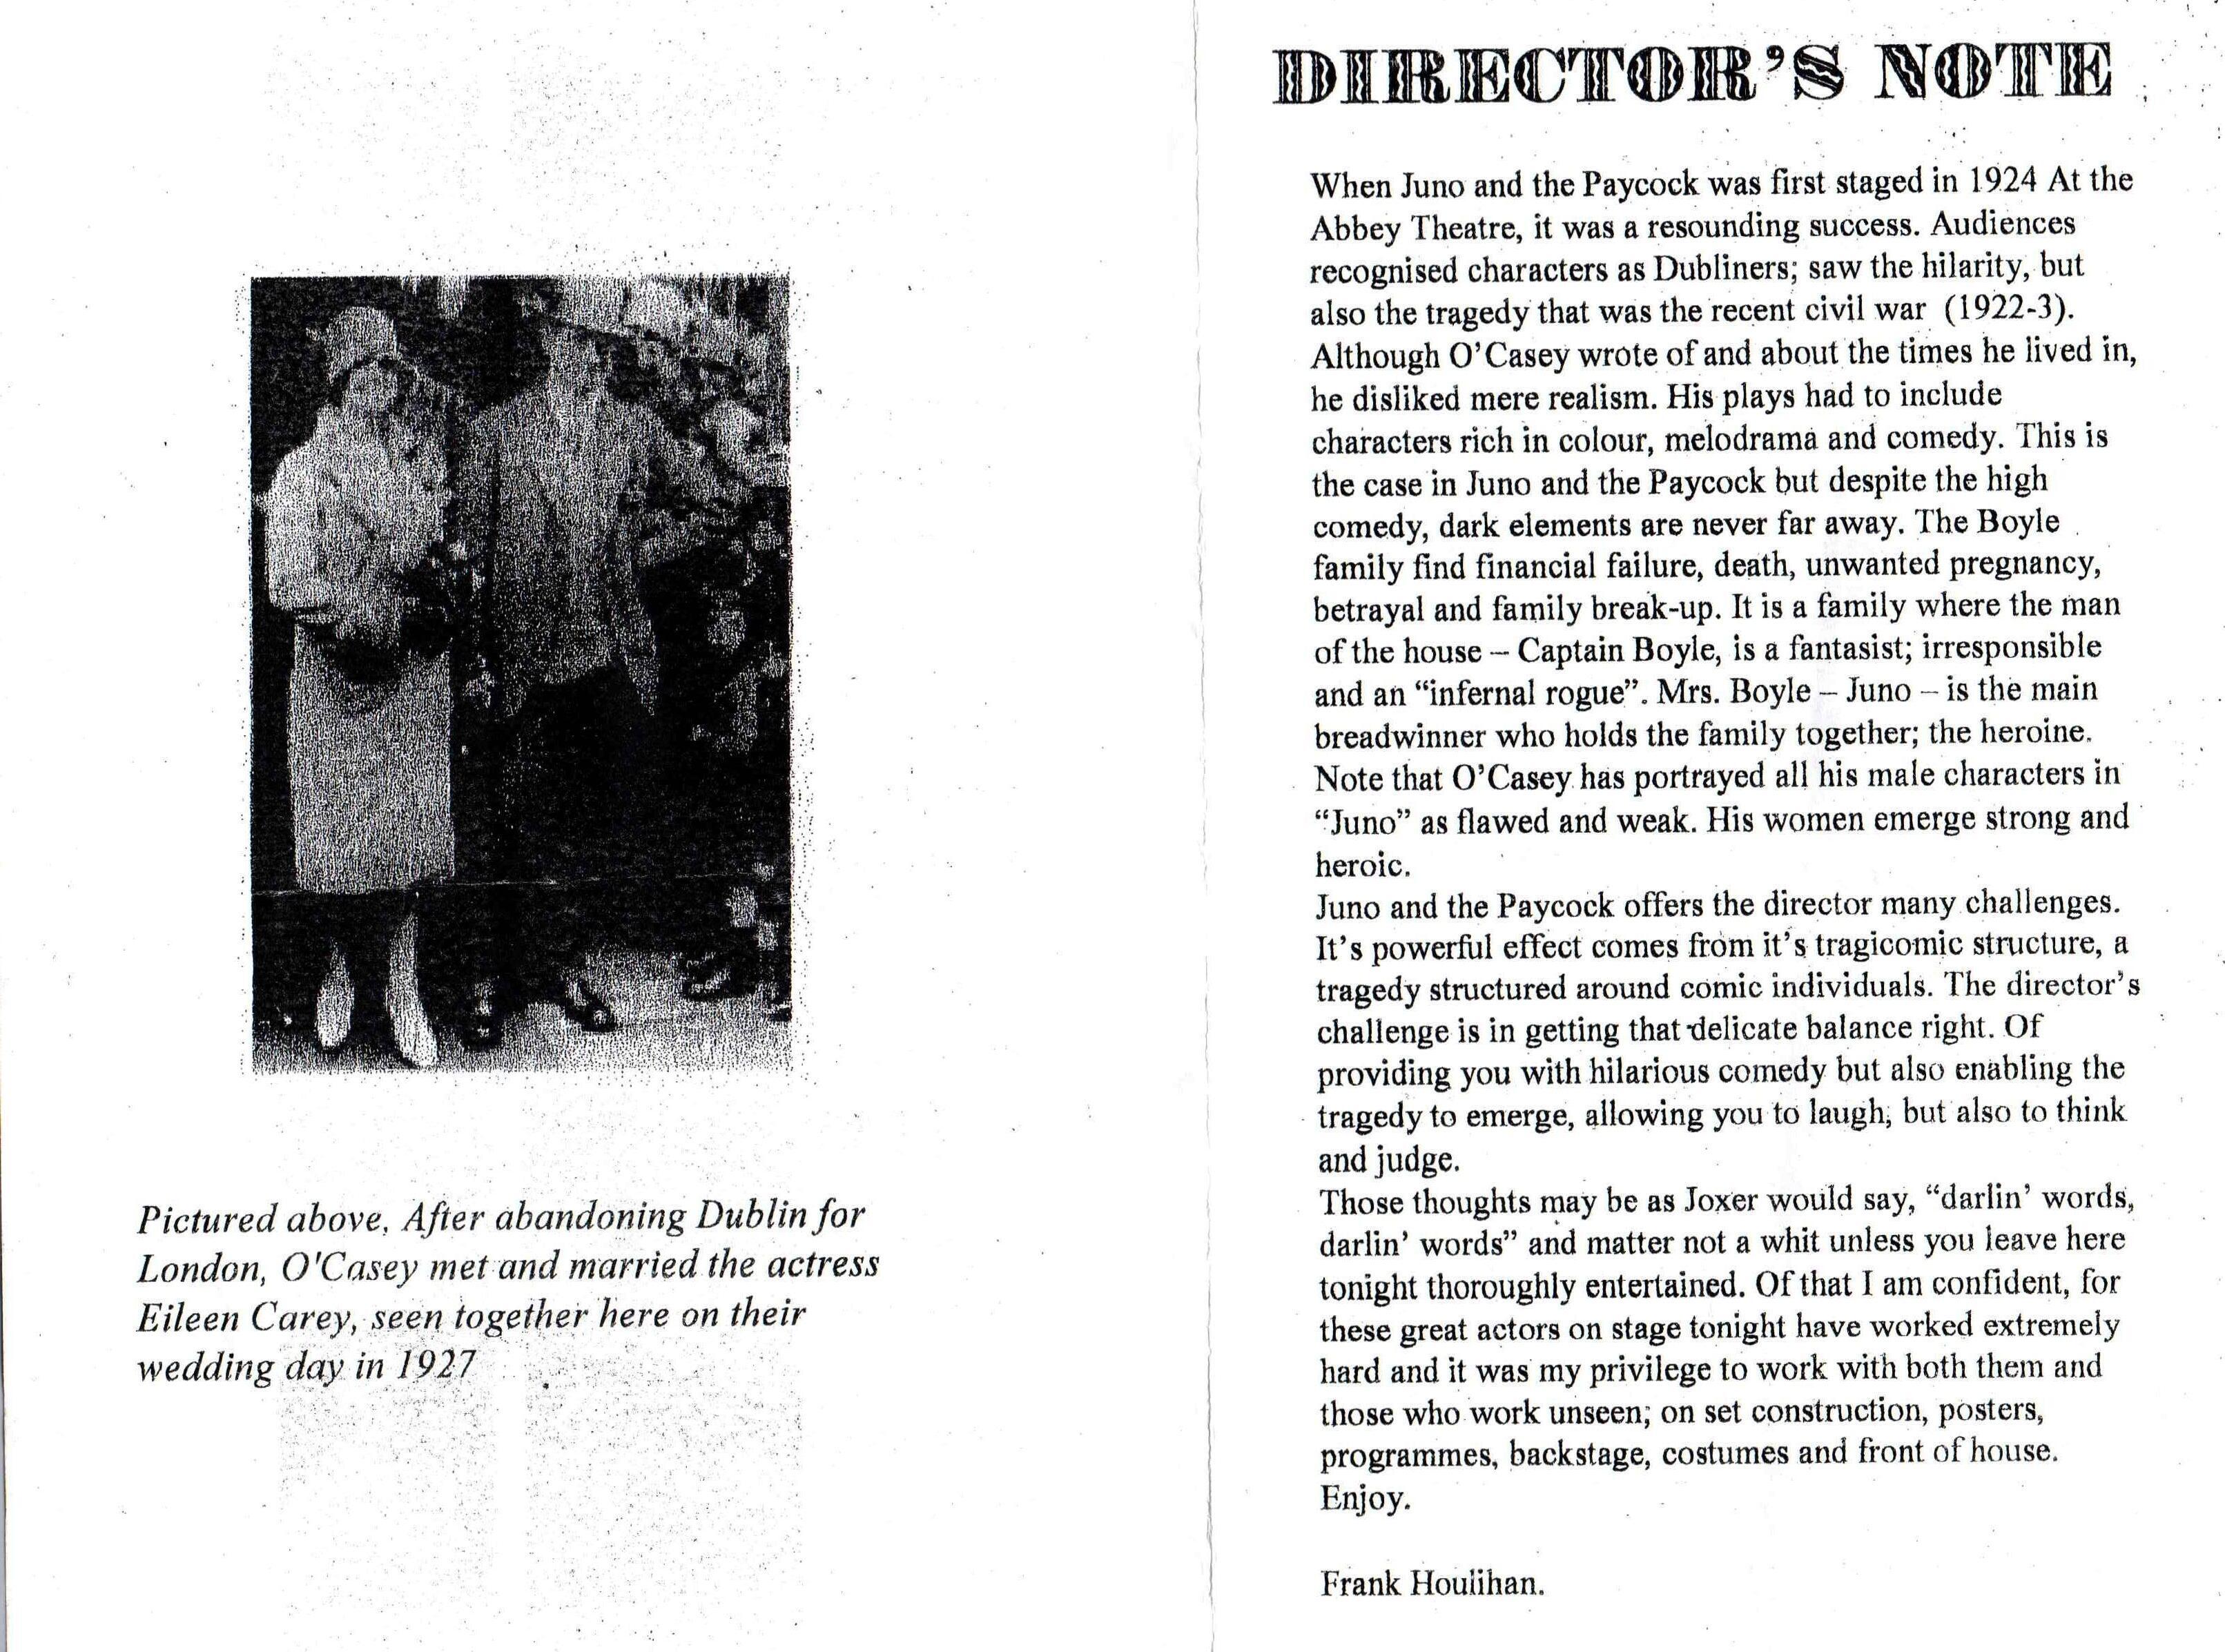 Pictured above, After abandoning Dublin for
London, O'Casey met and married the actress
Eileen Carey, seen together here on their
wedding day in 1927
DIRECTOR'S NOTE
When Juno and the Paycock was first staged in 1924 At the
Abbey Theatre, it was a resounding success. Audiences
recognised characters as Dubliners; saw the hilarity, but
also the tragedy that was the recent civil war (1922-3).
Although O'Casey wrote of and about the times he lived in,
he disliked mere realism. His plays had to include
characters rich in colour, melodrama and comedy. This is
the case in Juno and the Paycock but despite the high
comedy, dark elements are never far away. The Boyle
family find financial failure, death, unwanted pregnancy,
betrayal and family break-up. It is a family where the man
of the house – Captain Boyle, is a fantasist; irresponsible
and an “infernal rogue”. Mrs. Boyle – Juno – is the main
breadwinner who holds the family together; the heroine.
Note that O'Casey has portrayed all his male characters in
“Juno” as flawed and weak. His women emerge strong and
heroic.
Juno and the Paycock offers the director many challenges.
It's powerful effect comes from it's tragicomic structure, a
tragedy structured around comic individuals. The director's
challenge is in getting that delicate balance right. Of
providing you with hilarious comedy but also enabling the
tragedy to emerge, allowing you to laugh, but also to think
and judge.
Those thoughts may be as Joxer would say, “darlin' words,
darlin' words” and matter not a whit unless you leave here
tonight thoroughly entertained. Of that I am confident, for
these great actors on stage tonight have worked extremely
hard and it was my privilege to work with both them and
those who work unseen; on set construction, posters,
programmes, backstage, costumes and front of house.
Enjoy.
Frank Houlihan.